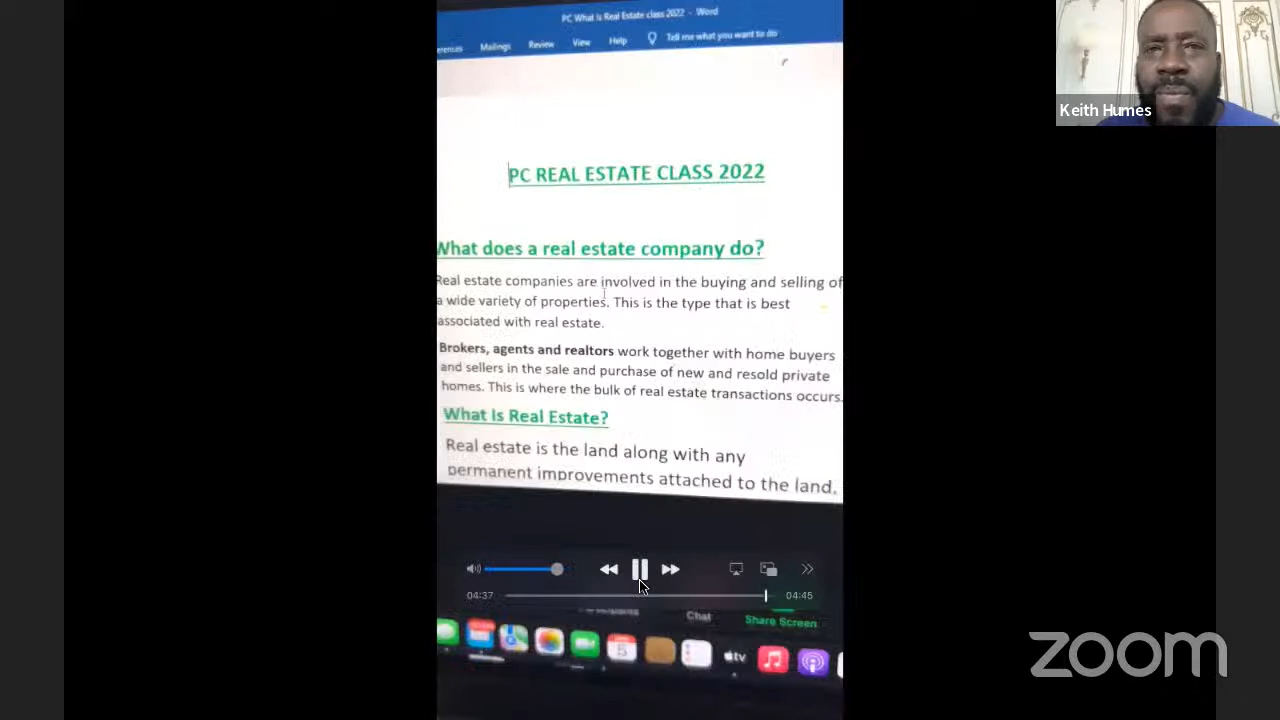 PC What Is Real Estate class 2022 - Word
erences Mailings Review View Help Tell me what you want to do
Keith Humes
PC REAL ESTATE CLASS 2022
What does a real estate company do?
Real estate companies are involved in the buying and selling of
a wide variety of properties. This is the type that is best
associated with real estate.
Brokers, agents and realtors work together with home buyers
and sellers in the sale and purchase of new and resold private
homes. This is where the bulk of real estate transactions occurs.
What Is Real Estate?
Real estate is the land along with any
permanent improvements attached to the land,
04:37 04:45
Chat Share Screen
5 tv
zoom